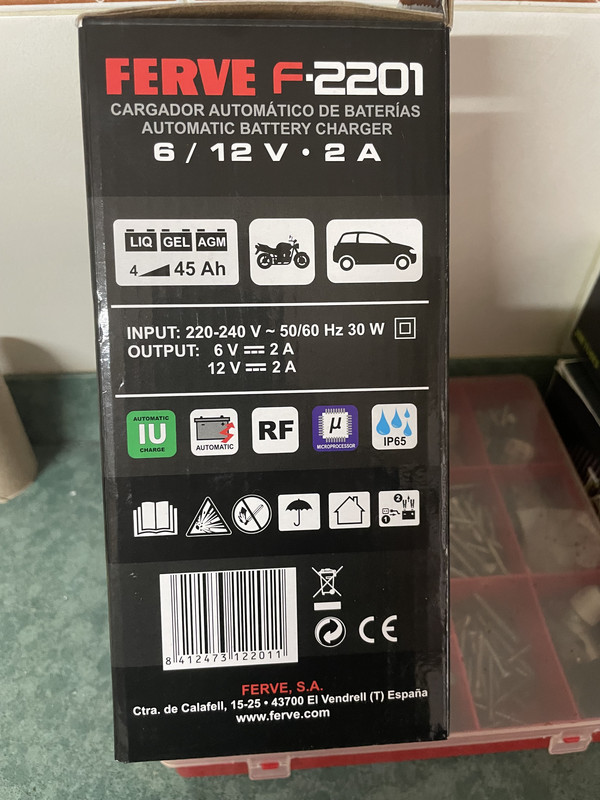 FERVE F·2201
CARGADOR AUTOMÁTICO DE BATERÍAS
AUTOMATIC BATTERY CHARGER
6 / 12 V · 2 A
LIQ GEL AGM
4 45 Ah
INPUT: 220-240 V ~ 50/60 Hz 30 W
OUTPUT: 6 V 2 A
12 V 2 A
AUTOMATIC
IU
CHARGE
AUTOMATIC
RF
µ
MICROPROCESSOR
IP65
1
2
8 412473 122011
CE
FERVE, S.A.
Ctra. de Calafell, 15-25 • 43700 El Vendrell (T) España
www.ferve.com